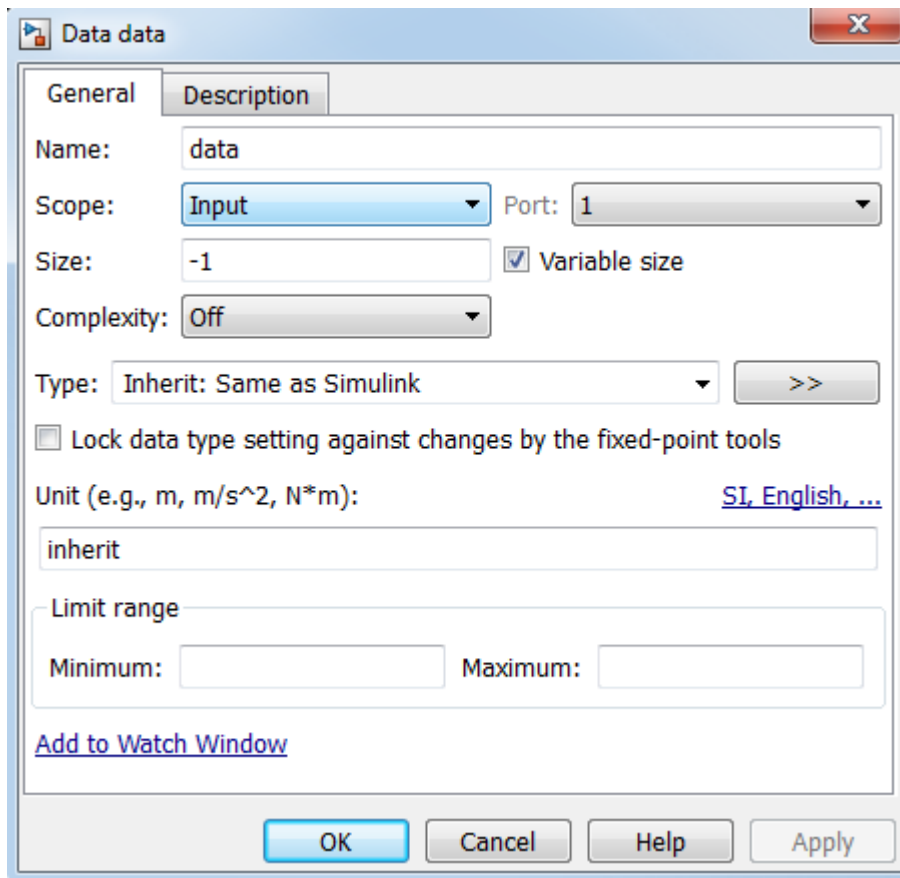 Data data
General Description
Name: data
Scope: Input Port: 1
Size: -1 Variable size
Complexity: Off
Type: Inherit: Same as Simulink >>
Lock data type setting against changes by the fixed-point tools
Unit (e.g., m, m/s^2, N*m): SI, English, ...
inherit
Limit range
Minimum: Maximum:
Add to Watch Window
OK Cancel Help Apply